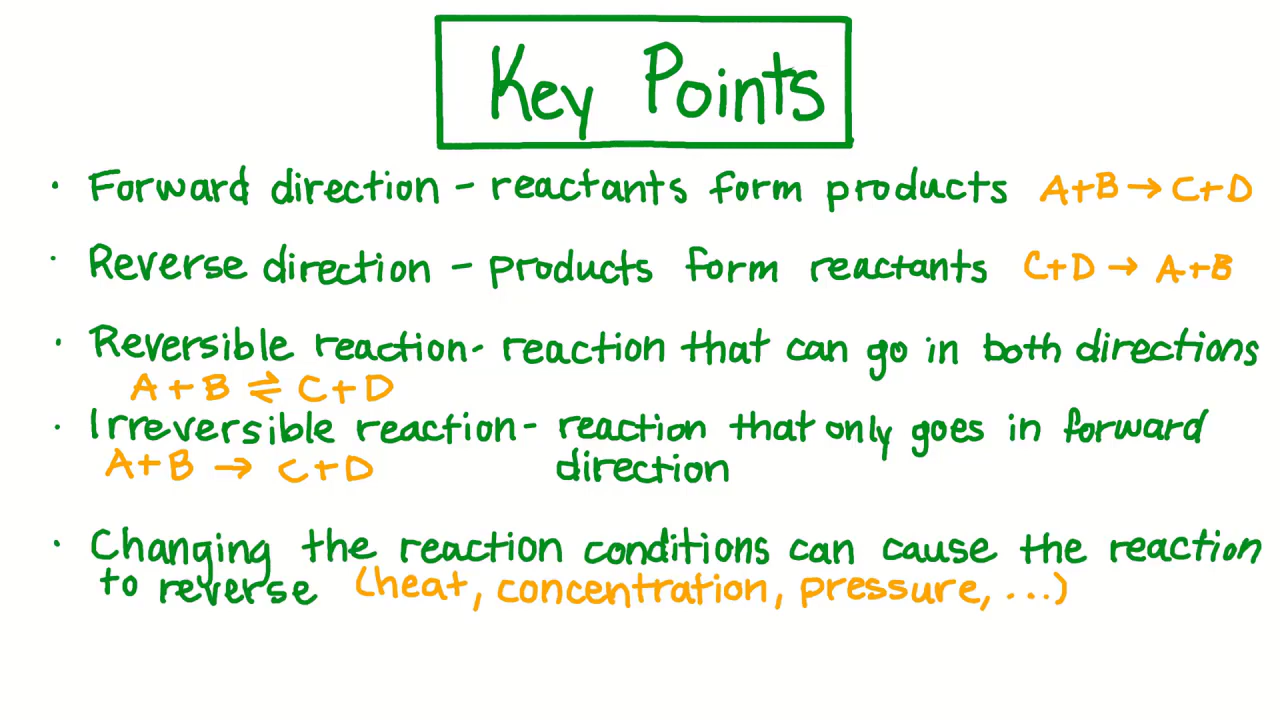 Key Points
· Forward direction - reactants form products A+B → C+D
· Reverse direction - products form reactants C+D → A+B
· Reversible reaction - reaction that can go in both directions
A+B ⇌ C+D
· Irreversible reaction - reaction that only goes in forward
A+B → C+D direction
· Changing the reaction conditions can cause the reaction
to reverse (heat, concentration, pressure, ...)